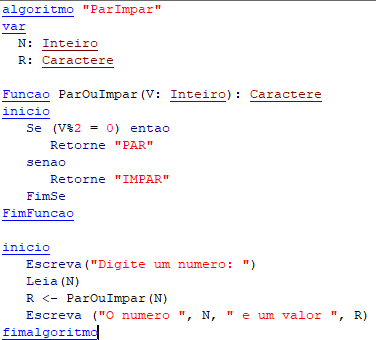 algoritmo "ParImpar"
var
  N: Inteiro
  R: Caractere

Funcao ParOuImpar(V: Inteiro): Caractere
inicio
   Se (V%2 = 0) entao
      Retorne "PAR"
   senao
      Retorne "IMPAR"
   FimSe
FimFuncao

inicio
   Escreva("Digite um numero: ")
   Leia(N)
   R <- ParOuImpar(N)
   Escreva ("O numero ", N, " e um valor ", R)
fimalgoritmo